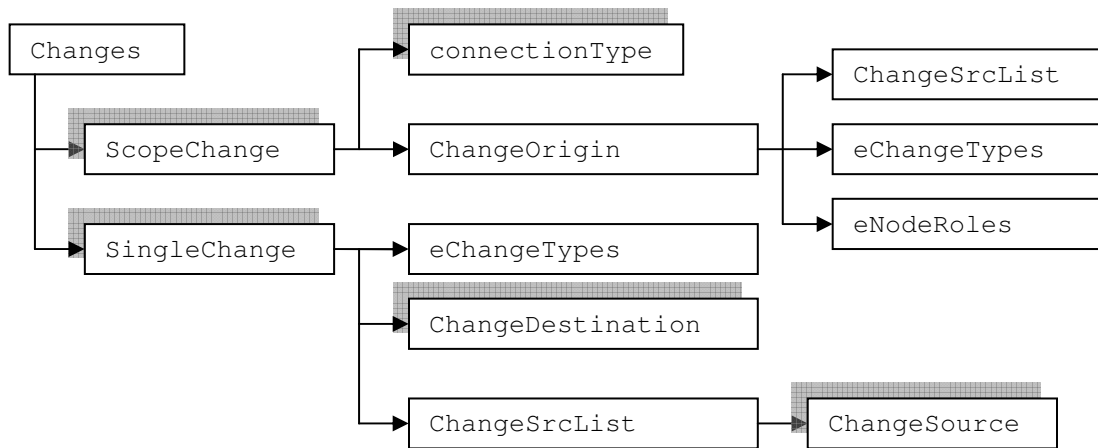 Changes
connectionType
ChangeSrcList
ScopeChange
ChangeOrigin
eChangeTypes
eNodeRoles
SingleChange
eChangeTypes
ChangeDestination
ChangeSrcList
ChangeSource